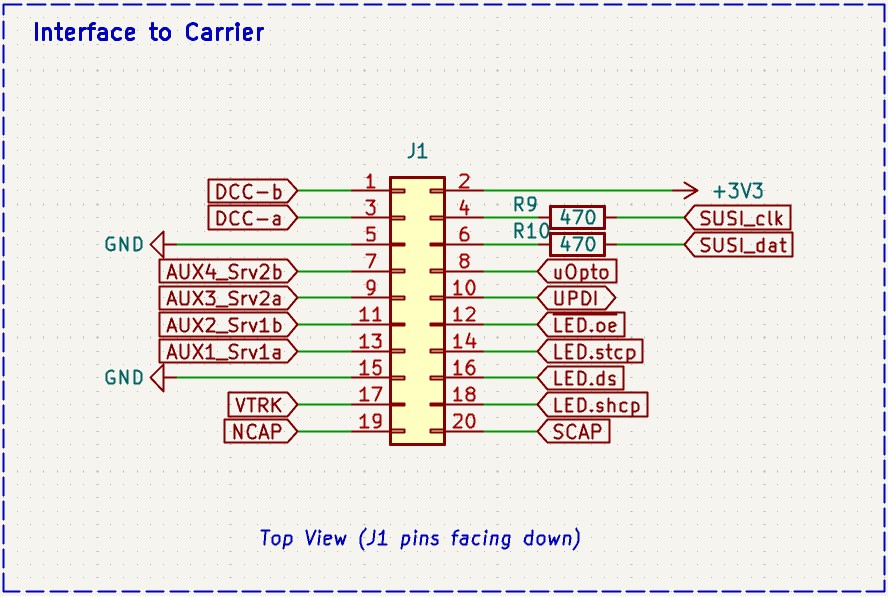 Interface to Carrier
J1
DCC-b 1 2 +3V3
DCC-a 3 4 R9 470 SUSI_clk
GND 5 6 R10 470 SUSI_dat
AUX4_Srv2b 7 8 uOpto
AUX3_Srv2a 9 10 UPDI
AUX2_Srv1b 11 12 LED.oe
AUX1_Srv1a 13 14 LED.stcp
GND 15 16 LED.ds
VTRK 17 18 LED.shcp
NCAP 19 20 SCAP
Top View (J1 pins facing down)